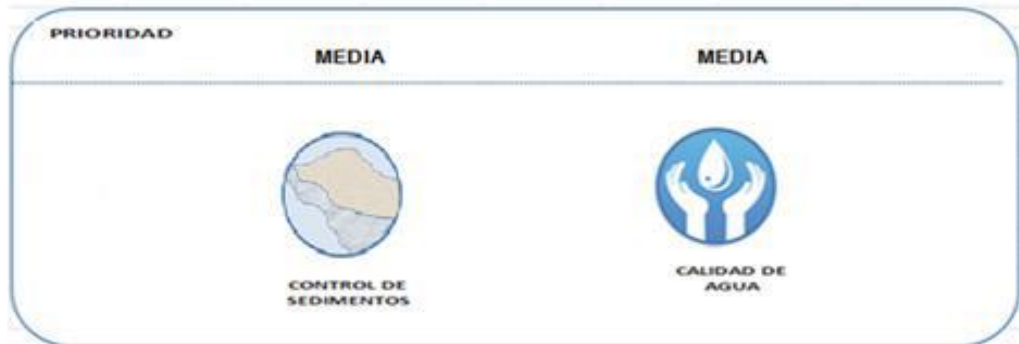 PRIORIDAD
MEDIA MEDIA
CONTROL DE
SEDIMENTOS
CALIDAD DE
AGUA